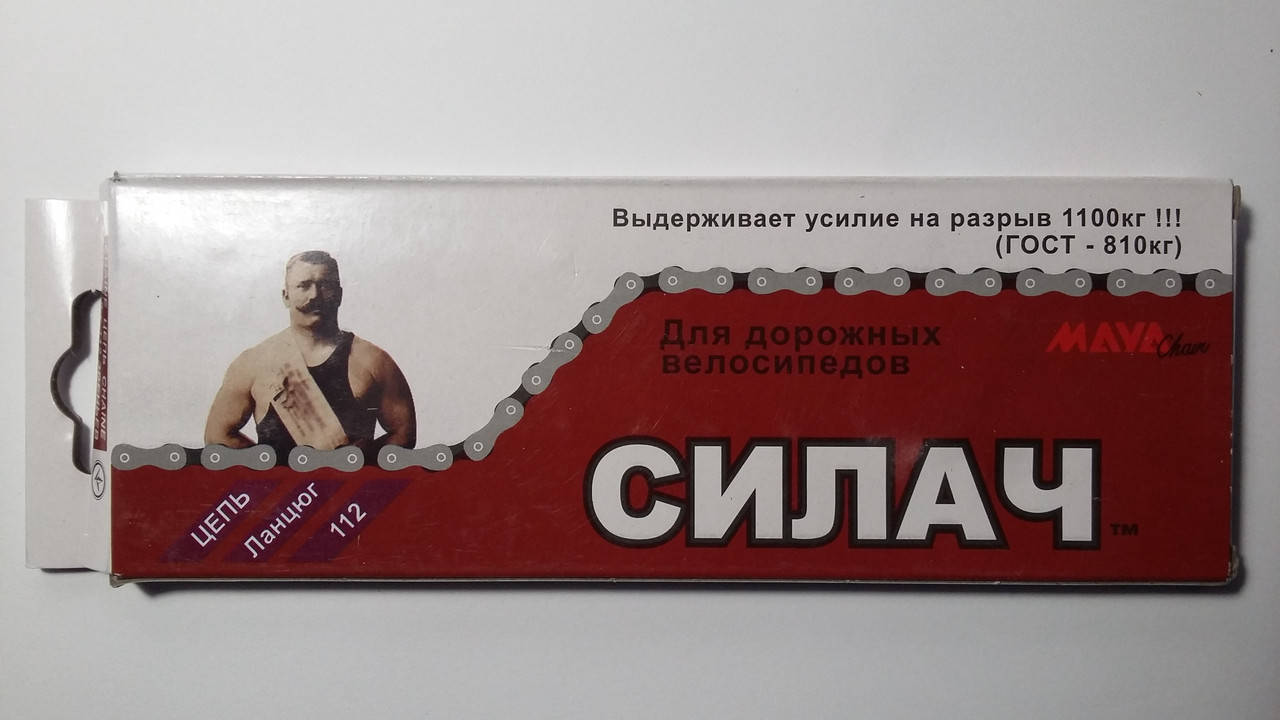 Выдерживает усилие на разрыв 1100кг !!!
(ГОСТ - 810кг)
Для дорожных
велосипедов
MAYA Chain
СИЛАЧ TM
ЦЕПЬ
Ланцюг
112